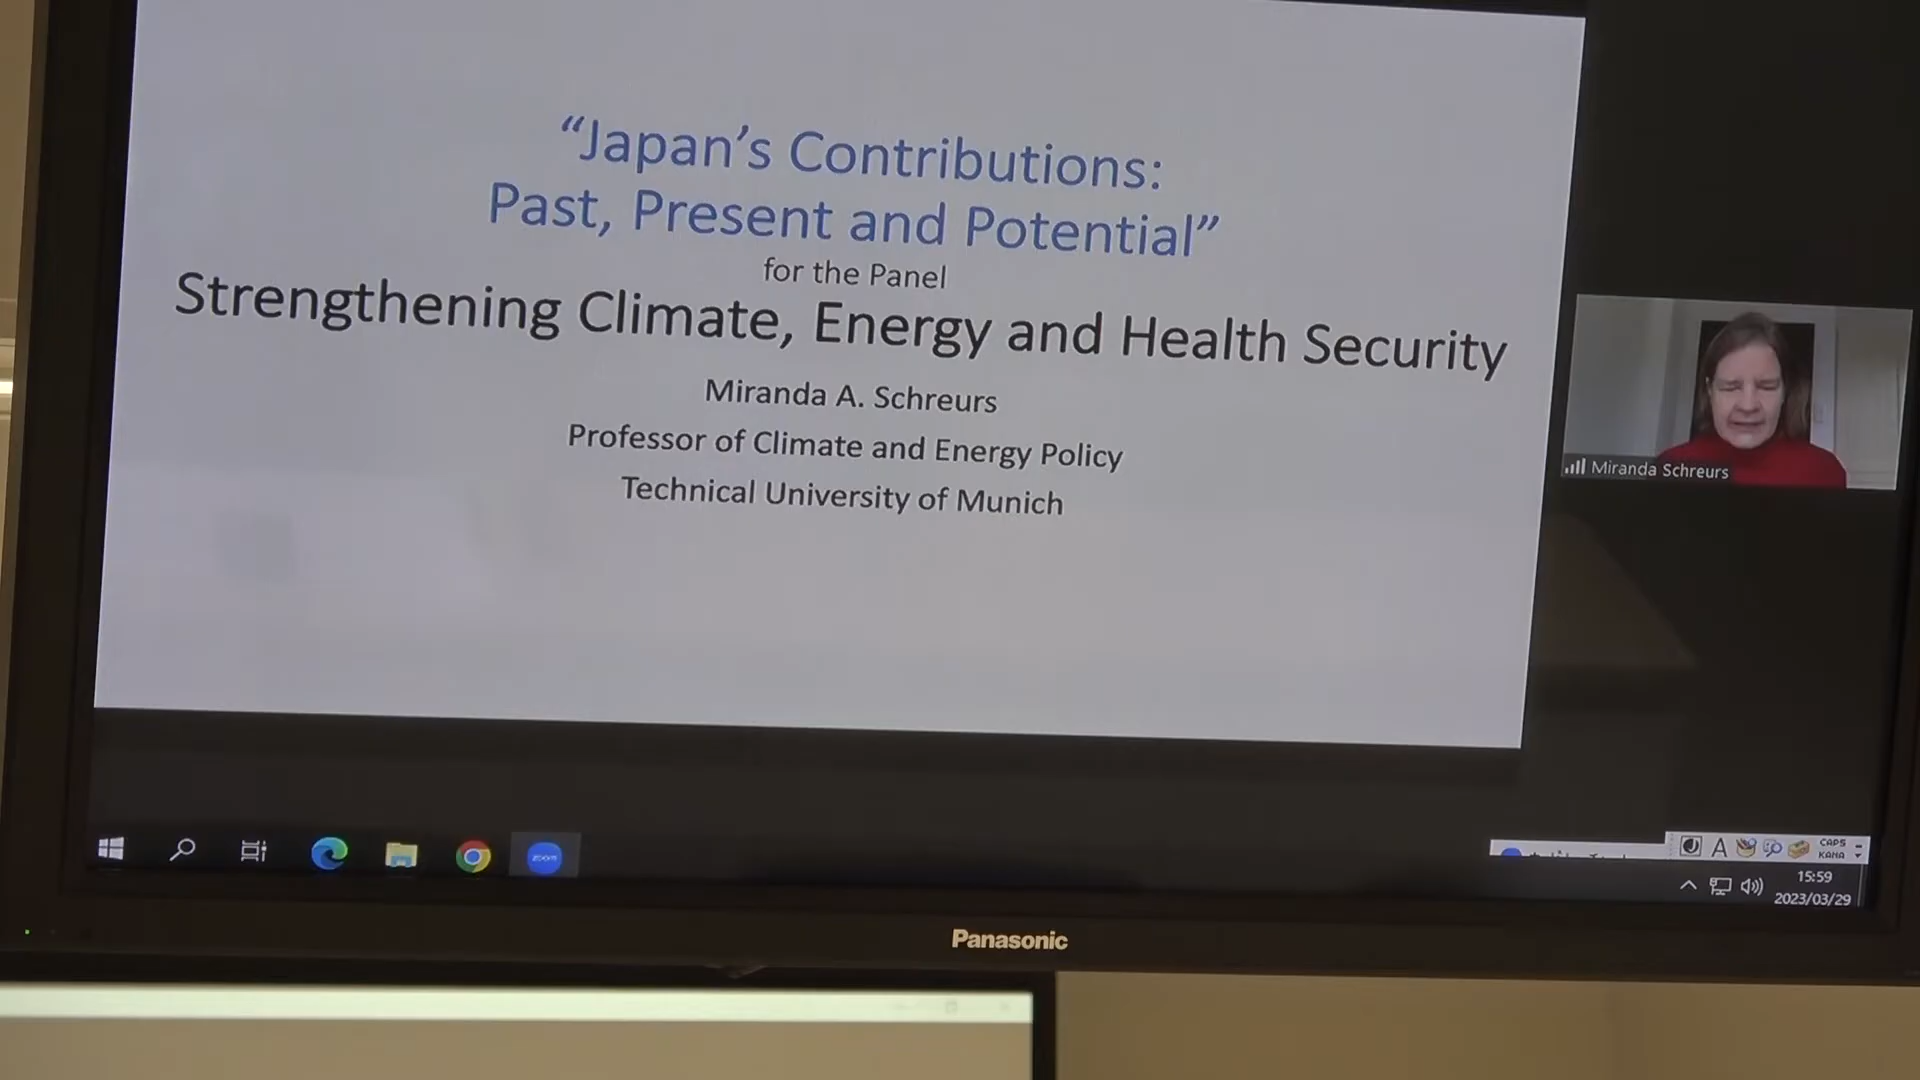 “Japan’s Contributions:
Past, Present and Potential”
for the Panel
Strengthening Climate, Energy and Health Security
Miranda A. Schreurs
Professor of Climate and Energy Policy
Technical University of Munich
Miranda Schreurs
zoom
A
CAPS
KANA
15:59
2023/03/29
Panasonic